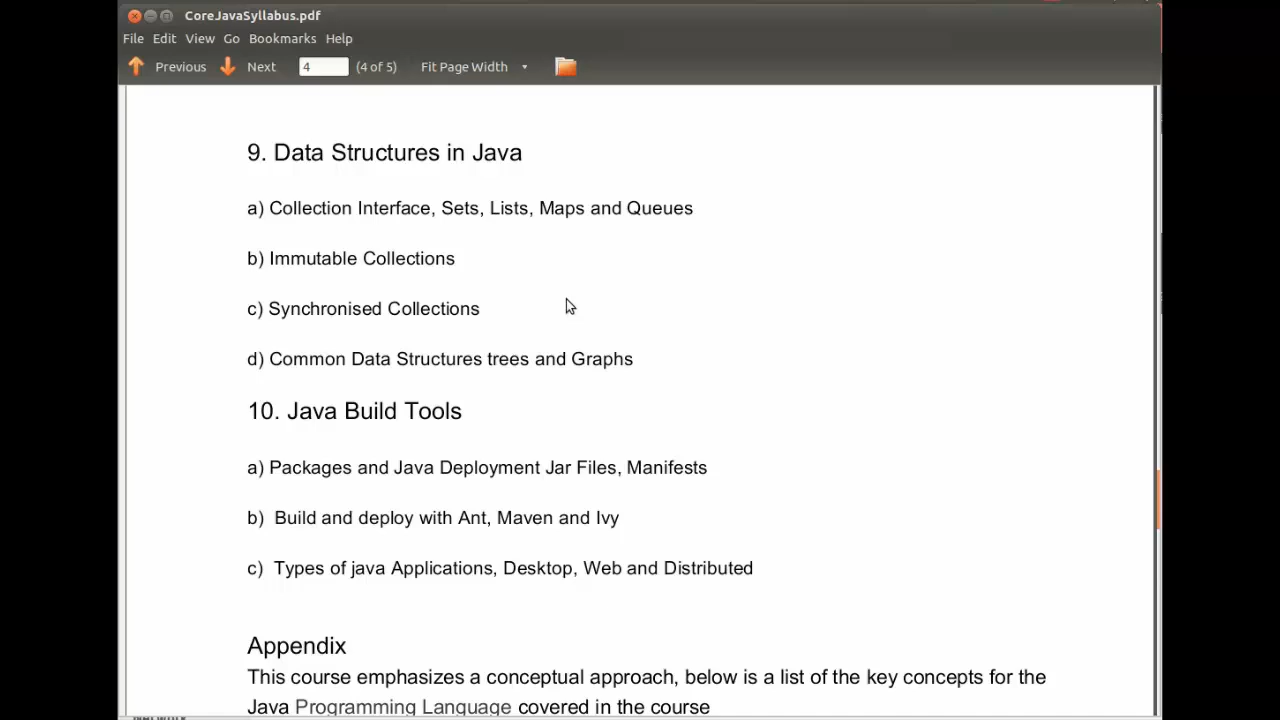 CoreJavaSyllabus.pdf
File Edit View Go Bookmarks Help
Previous Next 4 (4 of 5) Fit Page Width
9. Data Structures in Java
a) Collection Interface, Sets, Lists, Maps and Queues
b) Immutable Collections
c) Synchronised Collections
d) Common Data Structures trees and Graphs
10. Java Build Tools
a) Packages and Java Deployment Jar Files, Manifests
b) Build and deploy with Ant, Maven and Ivy
c) Types of java Applications, Desktop, Web and Distributed
Appendix
This course emphasizes a conceptual approach, below is a list of the key concepts for the
Java Programming Language covered in the course